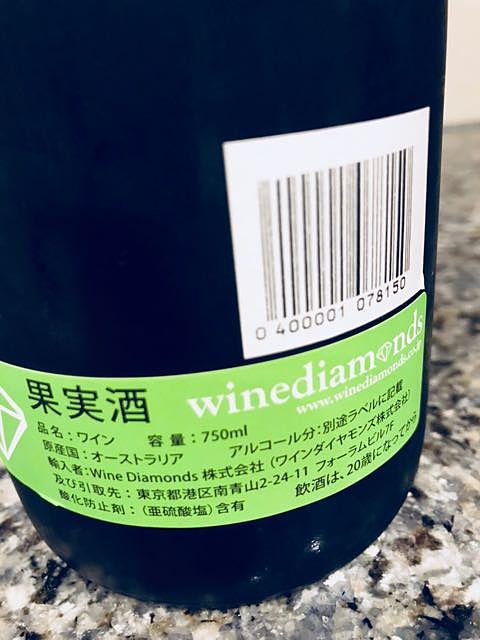 0 400001 078150
winediamonds
www.winediamonds.co.jp
果実酒
品名：ワイン 容量：750ml
原産国：オーストラリア アルコール分：別途ラベルに記載
輸入者：Wine Diamonds 株式会社（ワインダイヤモンズ株式会社）
及び引取先：東京都港区南青山2-24-11 フォーラムビル7F
酸化防止剤：（亜硫酸塩）含有 飲酒は、20歳になってから